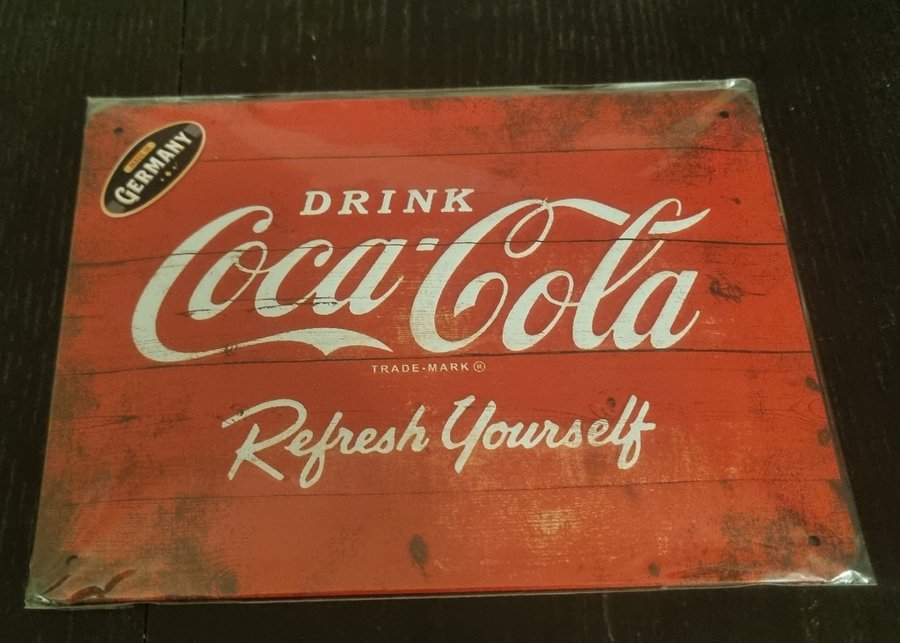 GERMANY
DRINK
Coca-Cola
TRADE-MARK ®
Refresh Yourself